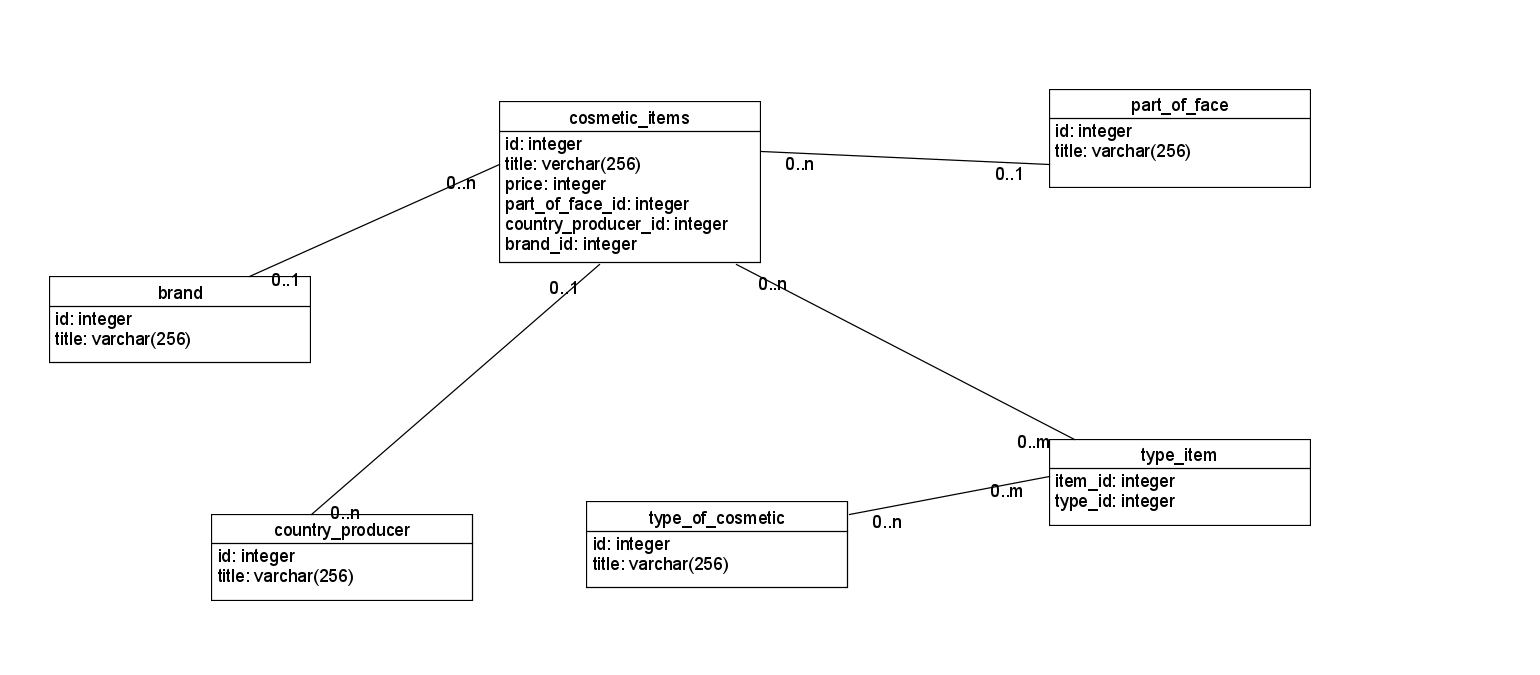 cosmetic_items
id: integer
title: verchar(256)
price: integer
part_of_face_id: integer
country_producer_id: integer
brand_id: integer
part_of_face
id: integer
title: varchar(256)
0..n
0..1
0..n
0..1
brand
id: integer
title: varchar(256)
0..1
0..n
0..n
0..m
type_item
item_id: integer
type_id: integer
0..m
0..n
type_of_cosmetic
id: integer
title: varchar(256)
country_producer
id: integer
title: varchar(256)